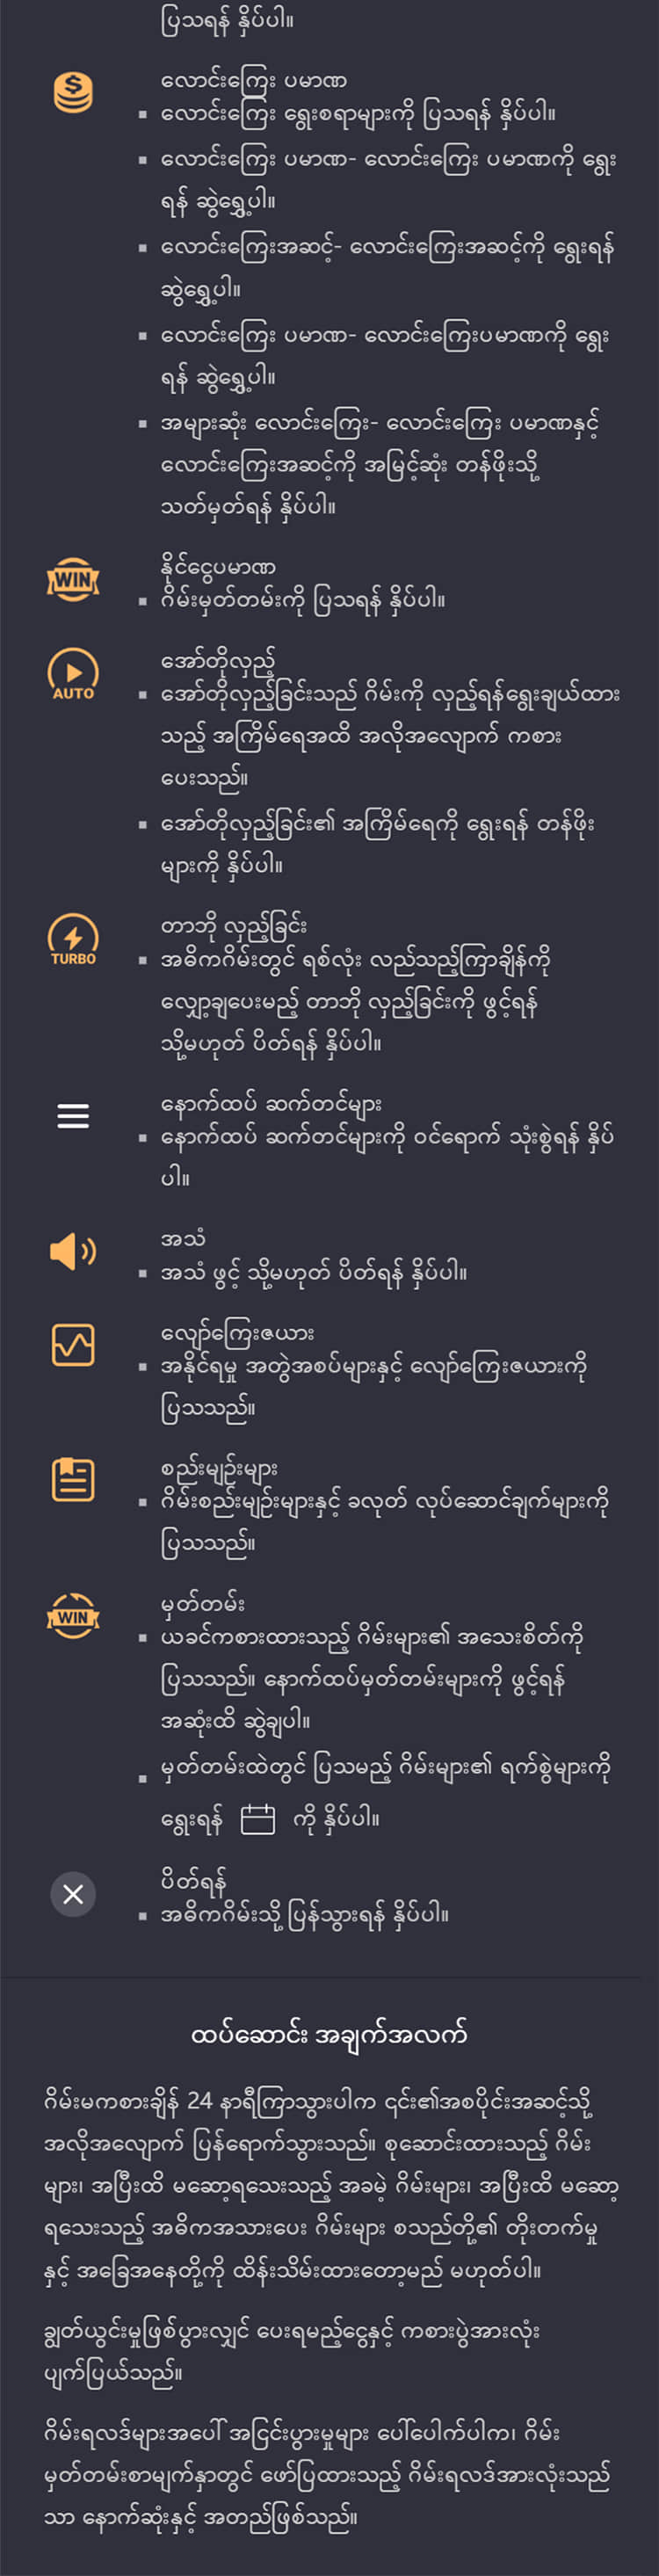 ပြသရန် နှိပ်ပါ။
လောင်းကြေး ပမာဏ
▪ လောင်းကြေး ရွေးစရာများကို ပြသရန် နှိပ်ပါ။
▪ လောင်းကြေး ပမာဏ- လောင်းကြေး ပမာဏကို ရွေး
ရန် ဆွဲရွှေ့ပါ။
▪ လောင်းကြေးအဆင့်- လောင်းကြေးအဆင့်ကို ရွေးရန်
ဆွဲရွှေ့ပါ။
▪ လောင်းကြေး ပမာဏ- လောင်းကြေးပမာဏကို ရွေး
ရန် ဆွဲရွှေ့ပါ။
▪ အများဆုံး လောင်းကြေး- လောင်းကြေး ပမာဏနှင့်
လောင်းကြေးအဆင့်ကို အမြင့်ဆုံး တန်ဖိုးသို့
သတ်မှတ်ရန် နှိပ်ပါ။
WIN
နိုင်ငွေပမာဏ
▪ ဂိမ်းမှတ်တမ်းကို ပြသရန် နှိပ်ပါ။
AUTO
အော်တိုလှည့်
▪ အော်တိုလှည့်ခြင်းသည် ဂိမ်းကို လှည့်ရန်ရွေးချယ်ထား
သည့် အကြိမ်ရေအထိ အလိုအလျောက် ကစား
ပေးသည်။
▪ အော်တိုလှည့်ခြင်း၏ အကြိမ်ရေကို ရွေးရန် တန်ဖိုး
များကို နှိပ်ပါ။
TURBO
တာဘို လှည့်ခြင်း
▪ အဓိကဂိမ်းတွင် ရစ်လုံး လည်သည့်ကြာချိန်ကို
လျှော့ချပေးမည့် တာဘို လှည့်ခြင်းကို ဖွင့်ရန်
သို့မဟုတ် ပိတ်ရန် နှိပ်ပါ။
နောက်ထပ် ဆက်တင်များ
▪ နောက်ထပ် ဆက်တင်များကို ဝင်ရောက် သုံးစွဲရန် နှိပ်
ပါ။
အသံ
▪ အသံ ဖွင့် သို့မဟုတ် ပိတ်ရန် နှိပ်ပါ။
လျော်ကြေးဇယား
▪ အနိုင်ရမှု အတွဲအစပ်များနှင့် လျော်ကြေးဇယားကို
ပြသသည်။
စည်းမျဉ်းများ
▪ ဂိမ်းစည်းမျဉ်းများနှင့် ခလုတ် လုပ်ဆောင်ချက်များကို
ပြသသည်။
WIN
မှတ်တမ်း
▪ ယခင်ကစားထားသည့် ဂိမ်းများ၏ အသေးစိတ်ကို
ပြသသည်။ နောက်ထပ်မှတ်တမ်းများကို ဖွင့်ရန်
အဆုံးထိ ဆွဲချပါ။
▪ မှတ်တမ်းထဲတွင် ပြသမည့် ဂိမ်းများ၏ ရက်စွဲများကို
ရွေးရန် ကို နှိပ်ပါ။
ပိတ်ရန်
▪ အဓိကဂိမ်းသို့ ပြန်သွားရန် နှိပ်ပါ။
ထပ်ဆောင်း အချက်အလက်
ဂိမ်းမကစားချိန် 24 နာရီကြာသွားပါက ၎င်း၏အစပိုင်းအဆင့်သို့
အလိုအလျောက် ပြန်ရောက်သွားသည်။ စုဆောင်းထားသည့် ဂိမ်း
များ၊ အပြီးထိ မဆော့ရသေးသည့် အခမဲ့ ဂိမ်းများ၊ အပြီးထိ မဆော့
ရသေးသည့် အဓိကအသားပေး ဂိမ်းများ စသည်တို့၏ တိုးတက်မှု
နှင့် အခြေအနေတို့ကို ထိန်းသိမ်းထားတော့မည် မဟုတ်ပါ။
ချွတ်ယွင်းမှုဖြစ်ပွားလျှင် ပေးရမည့်ငွေနှင့် ကစားပွဲအားလုံး
ပျက်ပြယ်သည်။
ဂိမ်းရလဒ်များအပေါ် အငြင်းပွားမှုများ ပေါ်ပေါက်ပါက၊ ဂိမ်း
မှတ်တမ်းစာမျက်နှာတွင် ဖော်ပြထားသည့် ဂိမ်းရလဒ်အားလုံးသည်
သာ နောက်ဆုံးနှင့် အတည်ဖြစ်သည်။